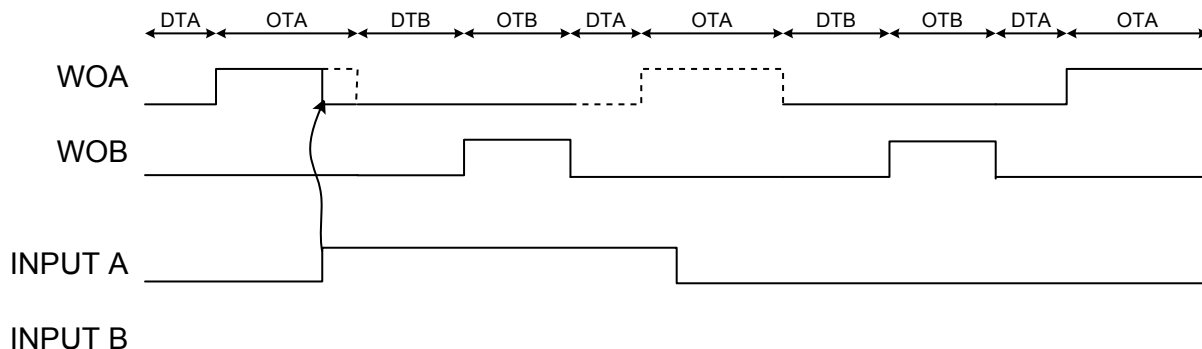 DTA OTA DTB OTB DTA OTA DTB OTB DTA OTA
WOA
WOB
INPUT A
INPUT B